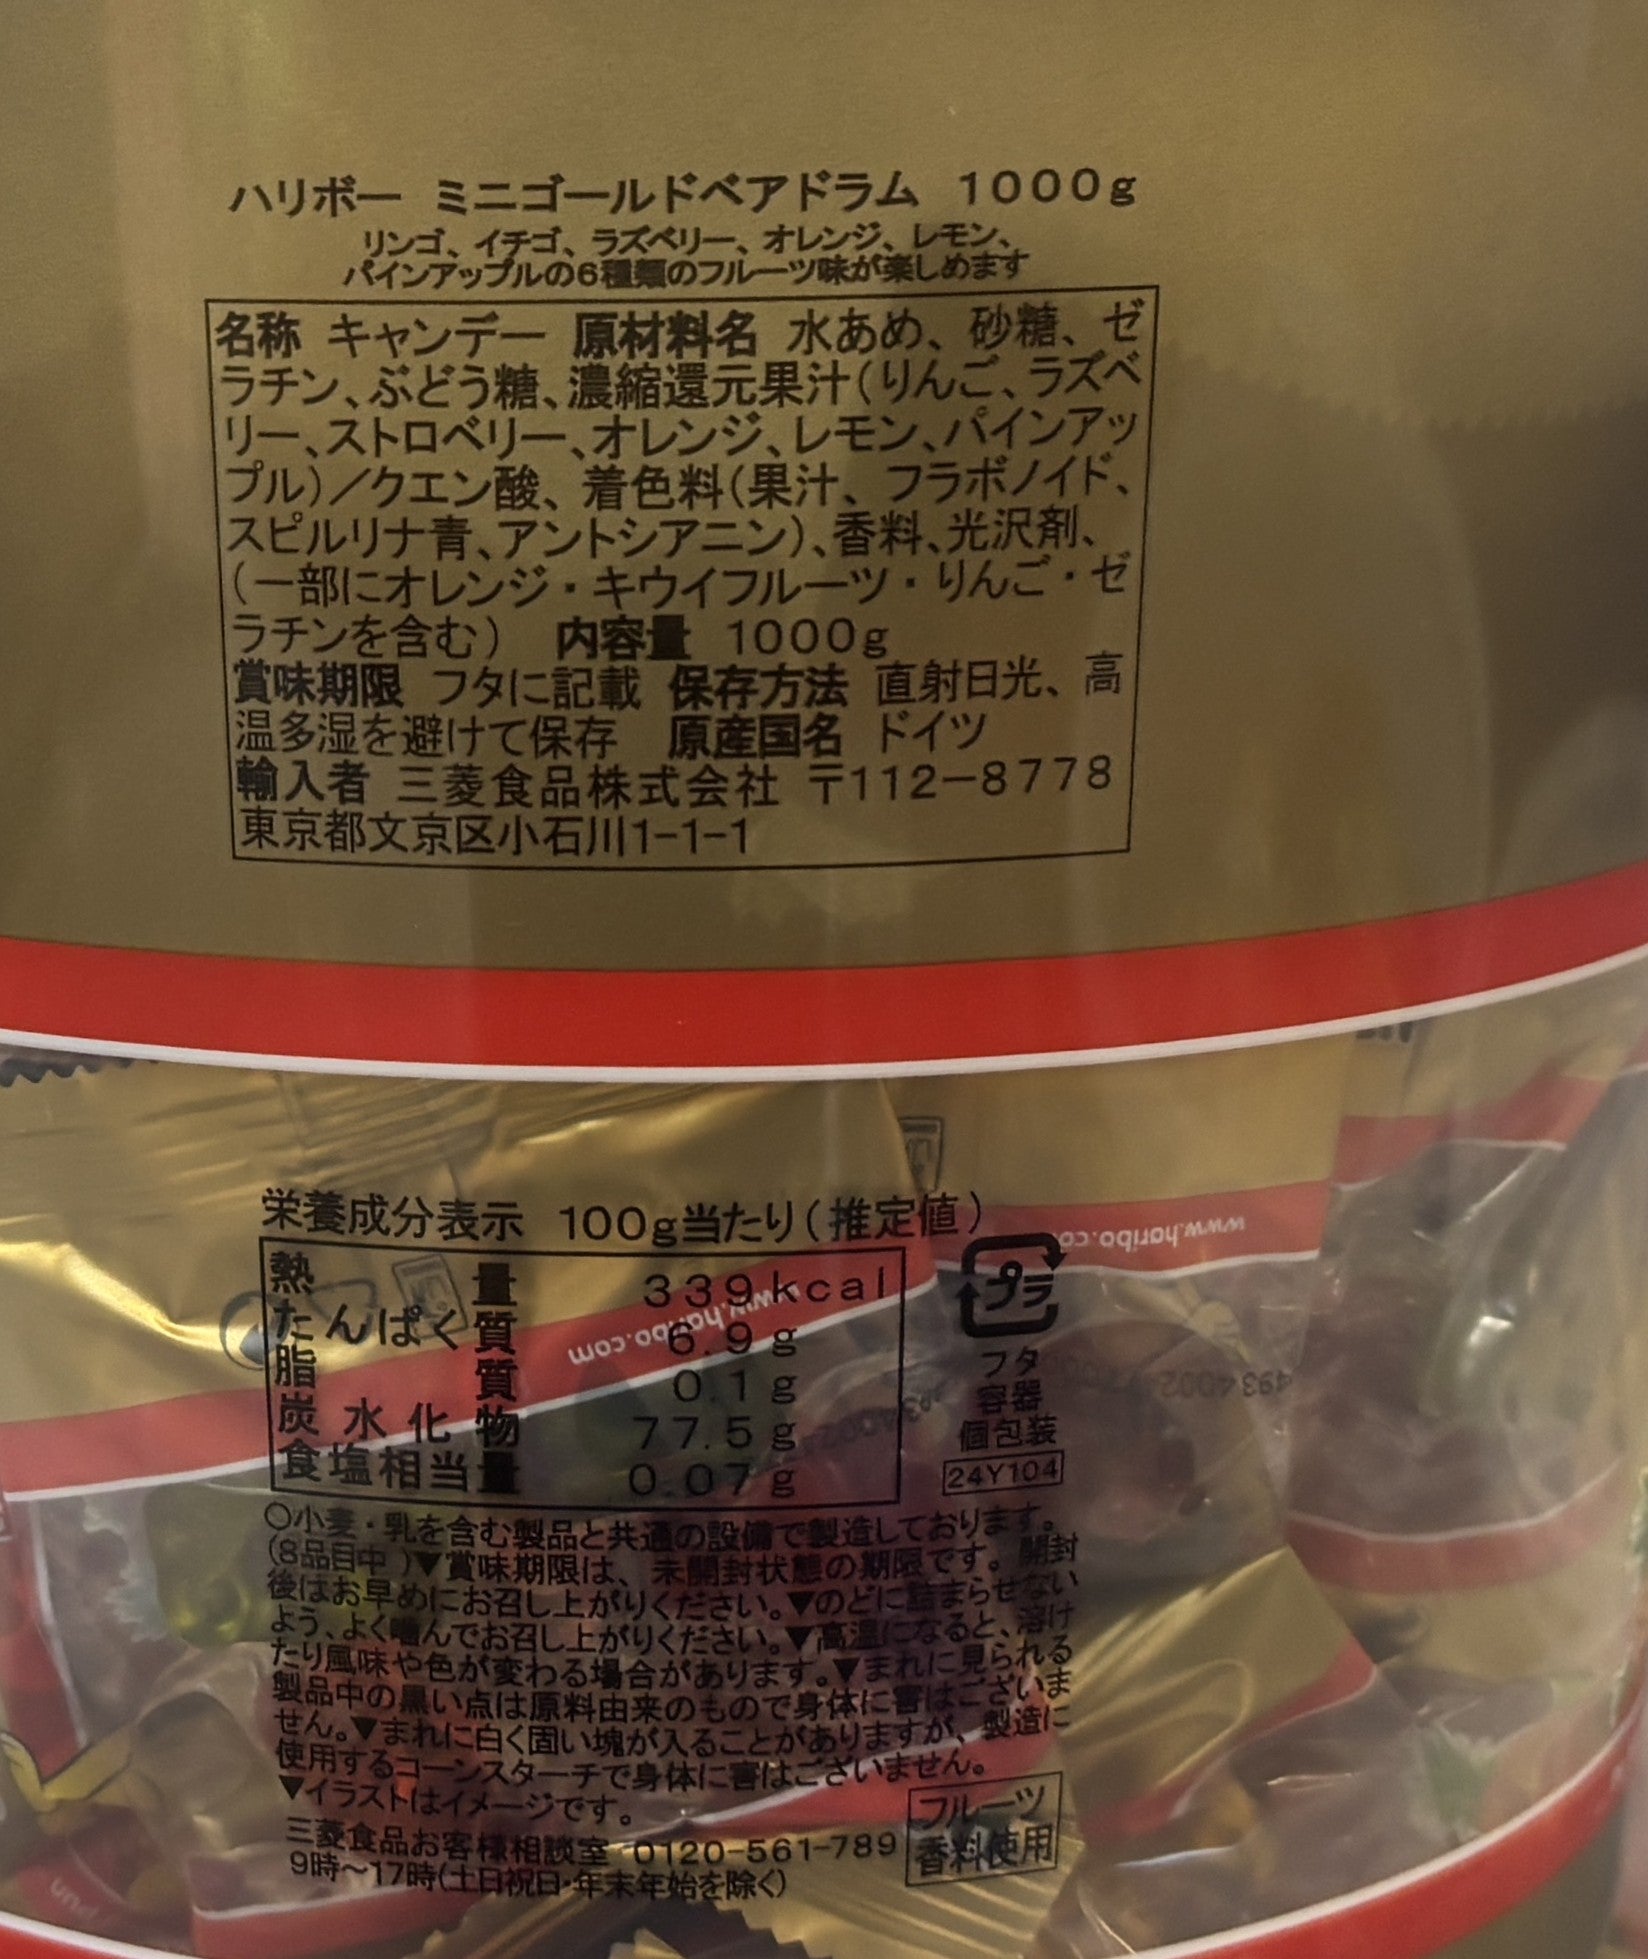 ハリボー ミニゴールドベアドラム 1000g
リンゴ、イチゴ、ラズベリー、オレンジ、レモン、
パインアップルの6種類のフルーツ味が楽しめます
名称 キャンデー 原材料名 水あめ、砂糖、ゼ
ラチン、ぶどう糖、濃縮還元果汁(りんご、ラズベ
リー、ストロベリー、オレンジ、レモン、パインアッ
プル)/クエン酸、着色料(果汁、フラボノイド、
スピルリナ青、アントシアニン)、香料、光沢剤、
(一部にオレンジ・キウイフルーツ・りんご・ゼ
ラチンを含む) 内容量 1000g
賞味期限 フタに記載 保存方法 直射日光、高
温多湿を避けて保存 原産国名 ドイツ
輸入者 三菱食品株式会社 〒112-8778
東京都文京区小石川1-1-1
栄養成分表示 100g当たり(推定値)
熱量 339kcal
たんぱく質 6.9g
脂質 0.1g
炭水化物 77.5g
食塩相当量 0.07g
プラ
フタ
容器
個包装
24Y104
www.haribo.com
www.haribo.co
〇小麦・乳を含む製品と共通の設備で製造しております。
(8品目中)▼賞味期限は、未開封状態の期限です。開封
後はお早めにお召し上がりください。▼のどに詰まらせない
よう、よく噛んでお召し上がりください。▼高温になると、溶け
たり風味や色が変わる場合があります。▼まれに見られる
製品中の黒い点は原料由来のもので身体に害はございま
せん。▼まれに白く固い塊が入ることがありますが、製造に
使用するコーンスターチで身体に害はございません。
▼イラストはイメージです。
三菱食品お客様相談室 0120-561-789
9時～17時(土日祝日・年末年始を除く)
フルーツ
香料使用